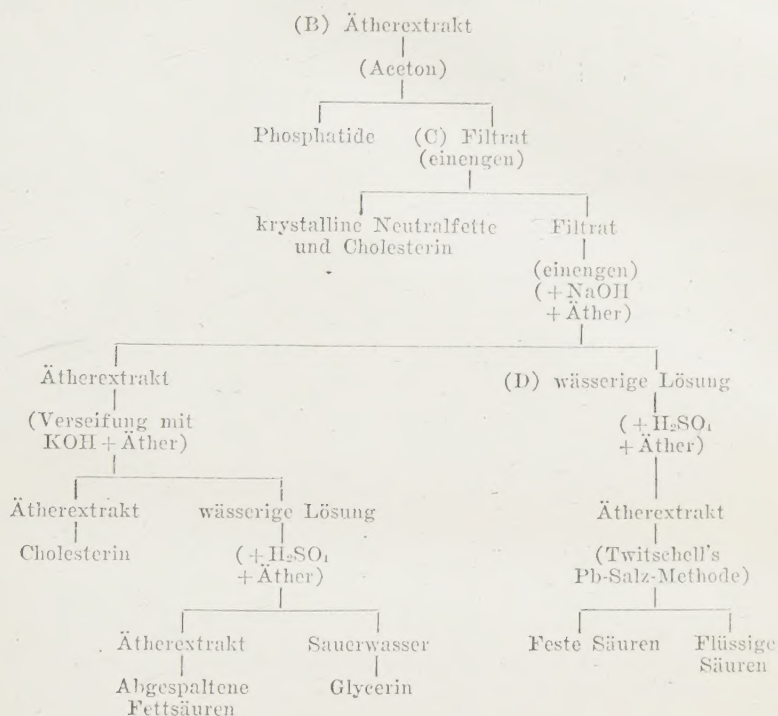 (B) Ätherextrakt
(Aceton)
Phosphatide (C) Filtrat
(einengen)
krystalline Neutralfette Filtrat
und Cholesterin
(einengen)
(+NaOH
+Äther)
Ätherextrakt (D) wässerige Lösung
(Verseifung mit (+H₂SO₄
KOH+Äther) +Äther)
Ätherextrakt wässerige Lösung Ätherextrakt
Cholesterin (+H₂SO₄ (Twitschell's
+Äther) Pb-Salz-Methode)
Ätherextrakt Sauerwasser Feste Säuren Flüssige
Säuren
Abgespaltene Glycerin
Fettsäuren